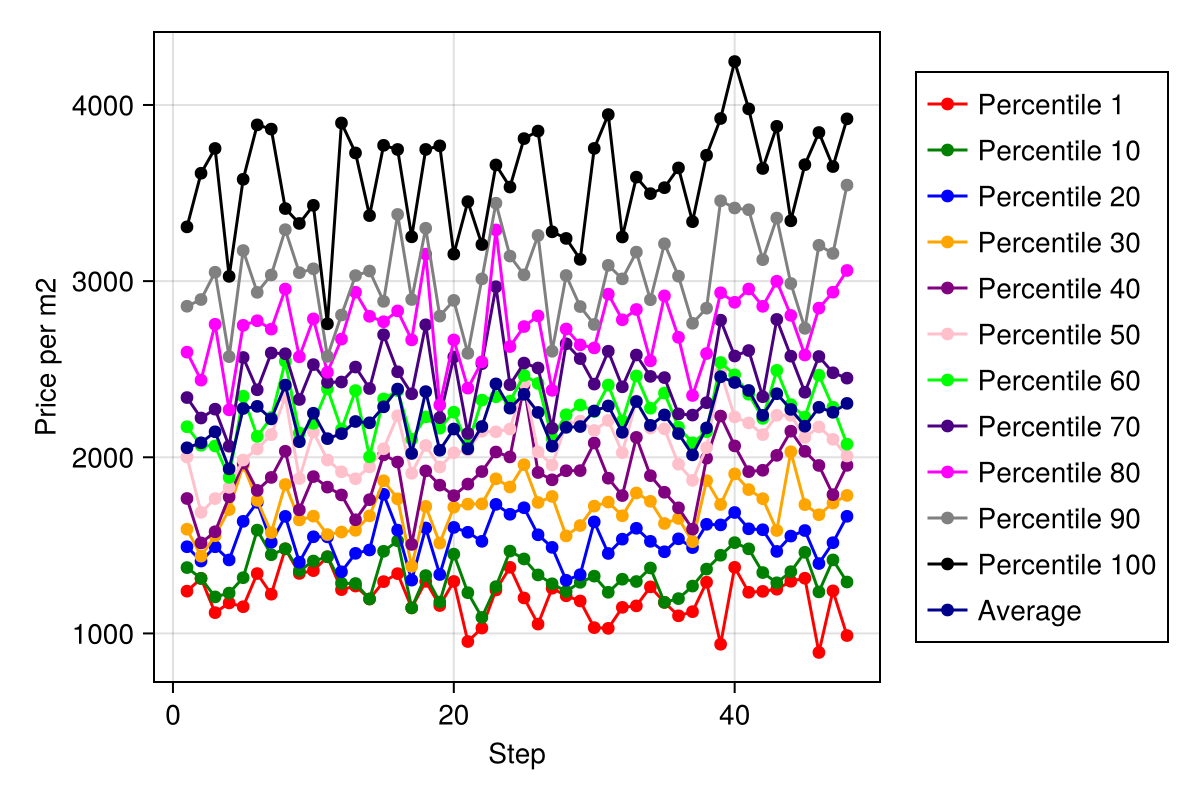 4000
3000
2000
1000
Price per m2
0
20
40
Step
Percentile 1
Percentile 10
Percentile 20
Percentile 30
Percentile 40
Percentile 50
Percentile 60
Percentile 70
Percentile 80
Percentile 90
Percentile 100
Average